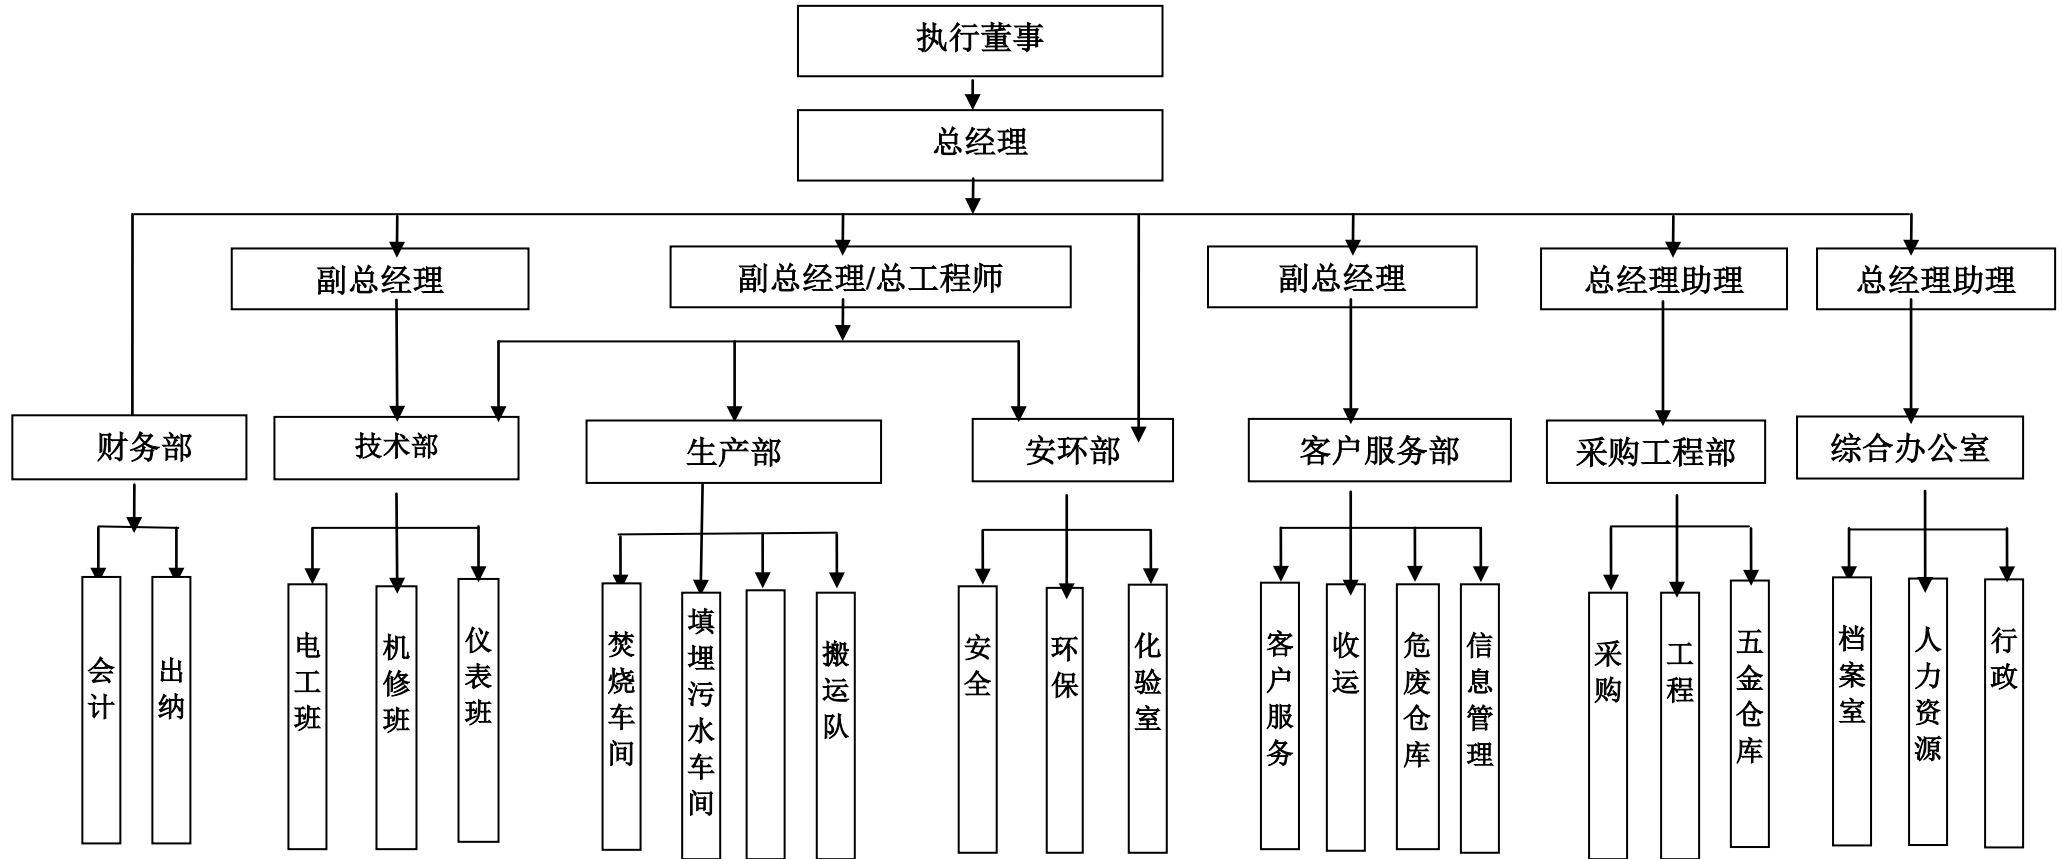 执行董事
总经理
副总经理
副总经理/总工程师
副总经理
总经理助理
总经理助理
财务部
技术部
生产部
安环部
客户服务部
采购工程部
综合办公室
会计
出纳
电工班
机修班
仪表班
焚烧车间
填埋污水车间
搬运队
安全
环保
化验室
客户服务
收运
危废仓库
信息管理
采购
工程
五金仓库
档案室
人力资源
行政